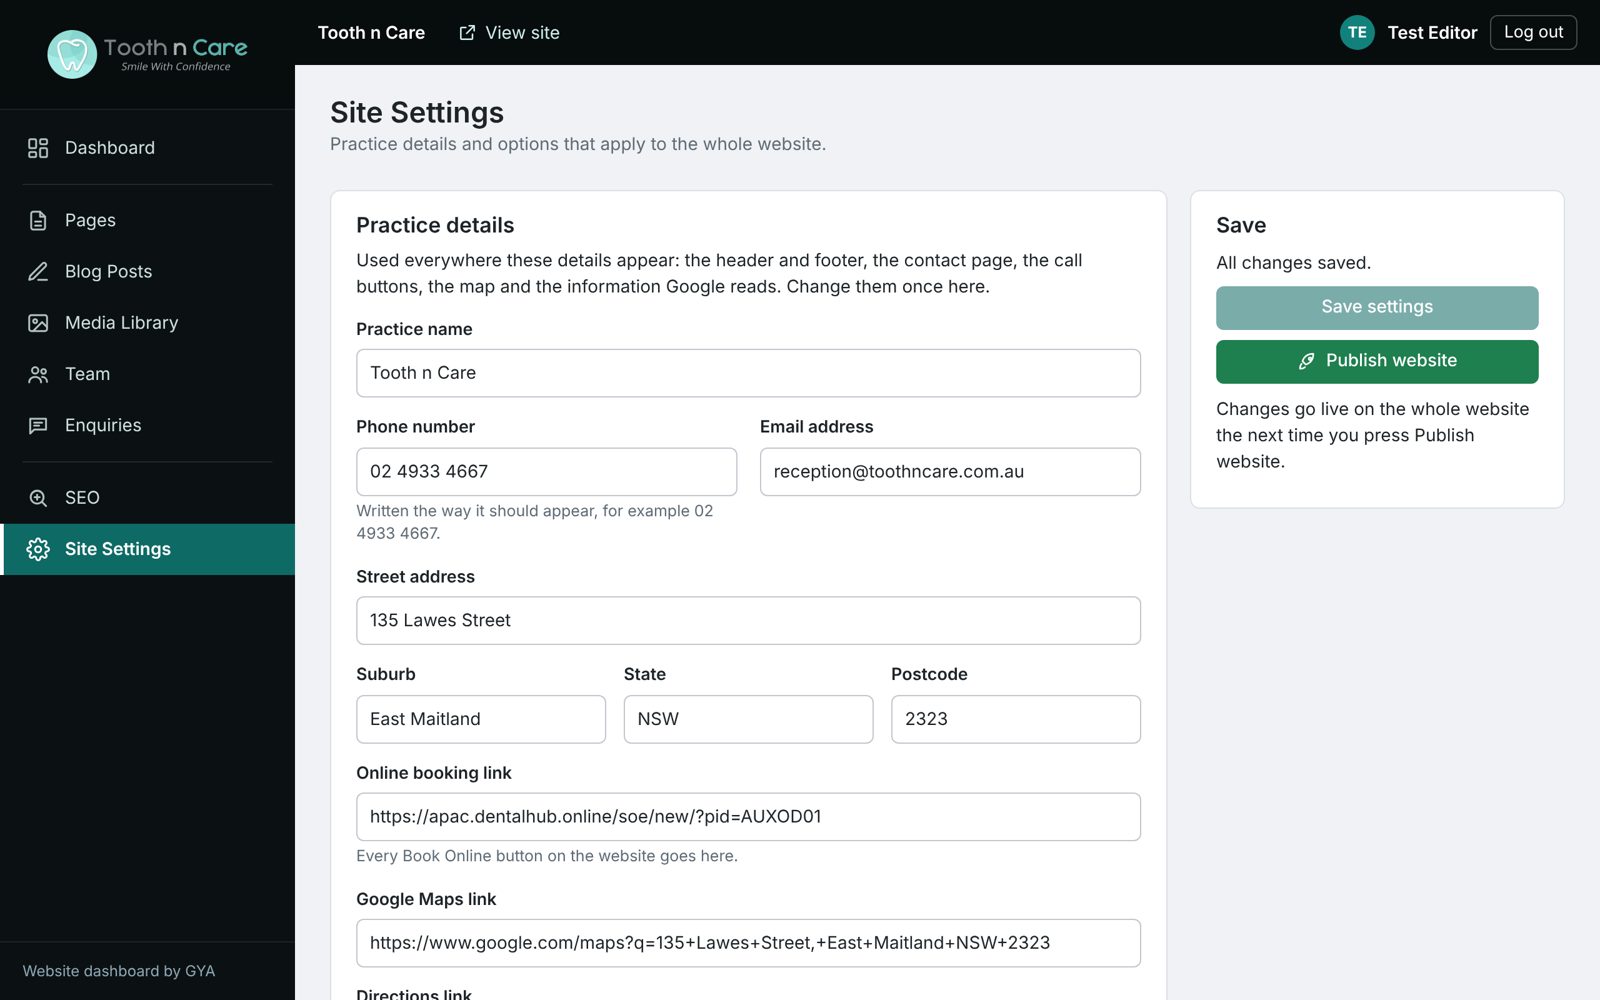 Tooth n Care
Smile With Confidence
Tooth n Care
View site
TE
Test Editor
Log out
Dashboard
Pages
Blog Posts
Media Library
Team
Enquiries
SEO
Site Settings
Website dashboard by GYA
Site Settings
Practice details and options that apply to the whole website.
Practice details
Used everywhere these details appear: the header and footer, the contact page, the call
buttons, the map and the information Google reads. Change them once here.
Practice name
Tooth n Care
Phone number
02 4933 4667
Written the way it should appear, for example 02
4933 4667.
Email address
reception@toothncare.com.au
Street address
135 Lawes Street
Suburb
East Maitland
State
NSW
Postcode
2323
Online booking link
https://apac.dentalhub.online/soe/new/?pid=AUXOD01
Every Book Online button on the website goes here.
Google Maps link
https://www.google.com/maps?q=135+Lawes+Street,+East+Maitland+NSW+2323
Directions link
Save
All changes saved.
Save settings
Publish website
Changes go live on the whole website
the next time you press Publish
website.